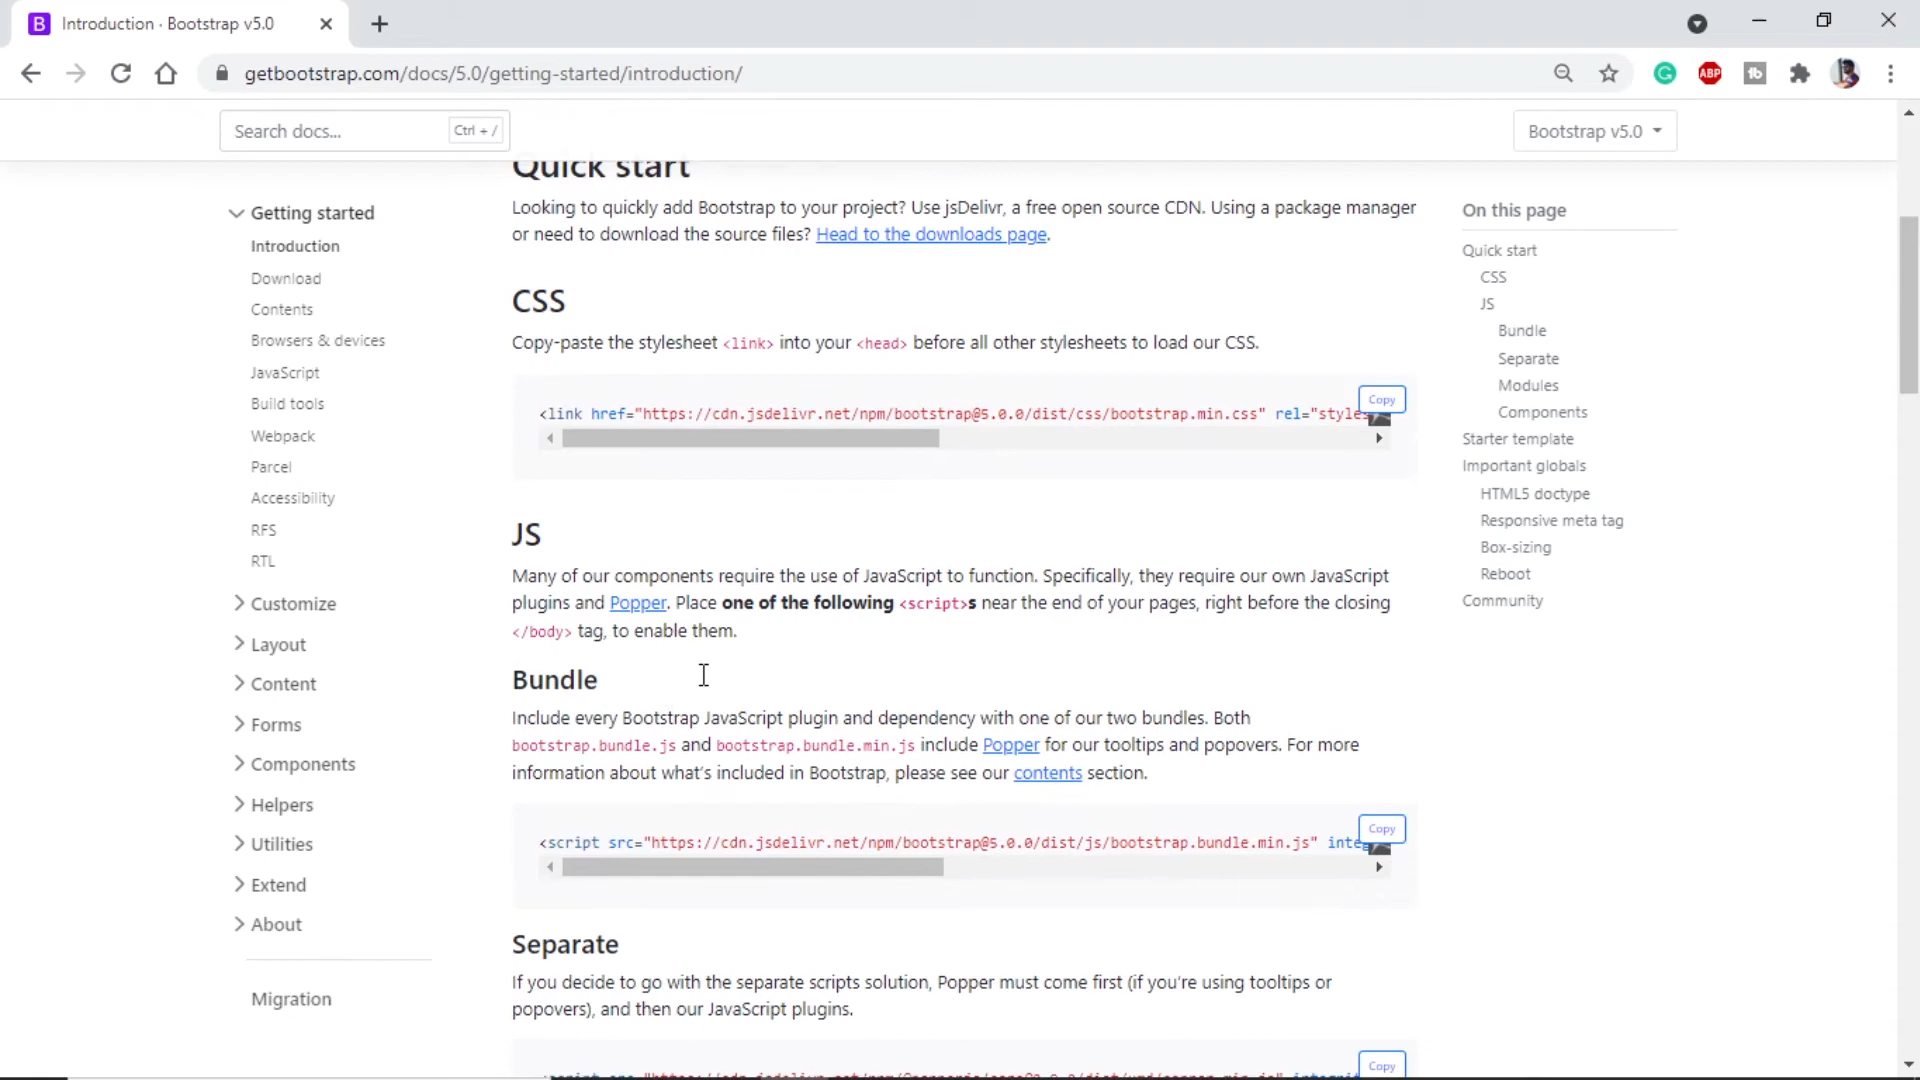 Introduction · Bootstrap v5.0
getbootstrap.com/docs/5.0/getting-started/introduction/
ABP
Search docs...
Ctrl + /
Bootstrap v5.0
Getting started
Introduction
Download
Contents
Browsers & devices
JavaScript
Build tools
Webpack
Parcel
Accessibility
RFS
RTL
Customize
Layout
Content
Forms
Components
Helpers
Utilities
Extend
About
Migration
Quick start
Looking to quickly add Bootstrap to your project? Use jsDelivr, a free open source CDN. Using a package manager
or need to download the source files? Head to the downloads page.
CSS
Copy-paste the stylesheet <link> into your <head> before all other stylesheets to load our CSS.
Copy
<link href="https://cdn.jsdelivr.net/npm/bootstrap@5.0.0/dist/css/bootstrap.min.css" rel="styles
JS
Many of our components require the use of JavaScript to function. Specifically, they require our own JavaScript
plugins and Popper. Place one of the following <script>s near the end of your pages, right before the closing
</body> tag, to enable them.
Bundle
Include every Bootstrap JavaScript plugin and dependency with one of our two bundles. Both
bootstrap.bundle.js and bootstrap.bundle.min.js include Popper for our tooltips and popovers. For more
information about what's included in Bootstrap, please see our contents section.
Copy
<script src="https://cdn.jsdelivr.net/npm/bootstrap@5.0.0/dist/js/bootstrap.bundle.min.js" integ
Separate
If you decide to go with the separate scripts solution, Popper must come first (if you're using tooltips or
popovers), and then our JavaScript plugins.
Copy
On this page
Quick start
CSS
JS
Bundle
Separate
Modules
Components
Starter template
Important globals
HTML5 doctype
Responsive meta tag
Box-sizing
Reboot
Community